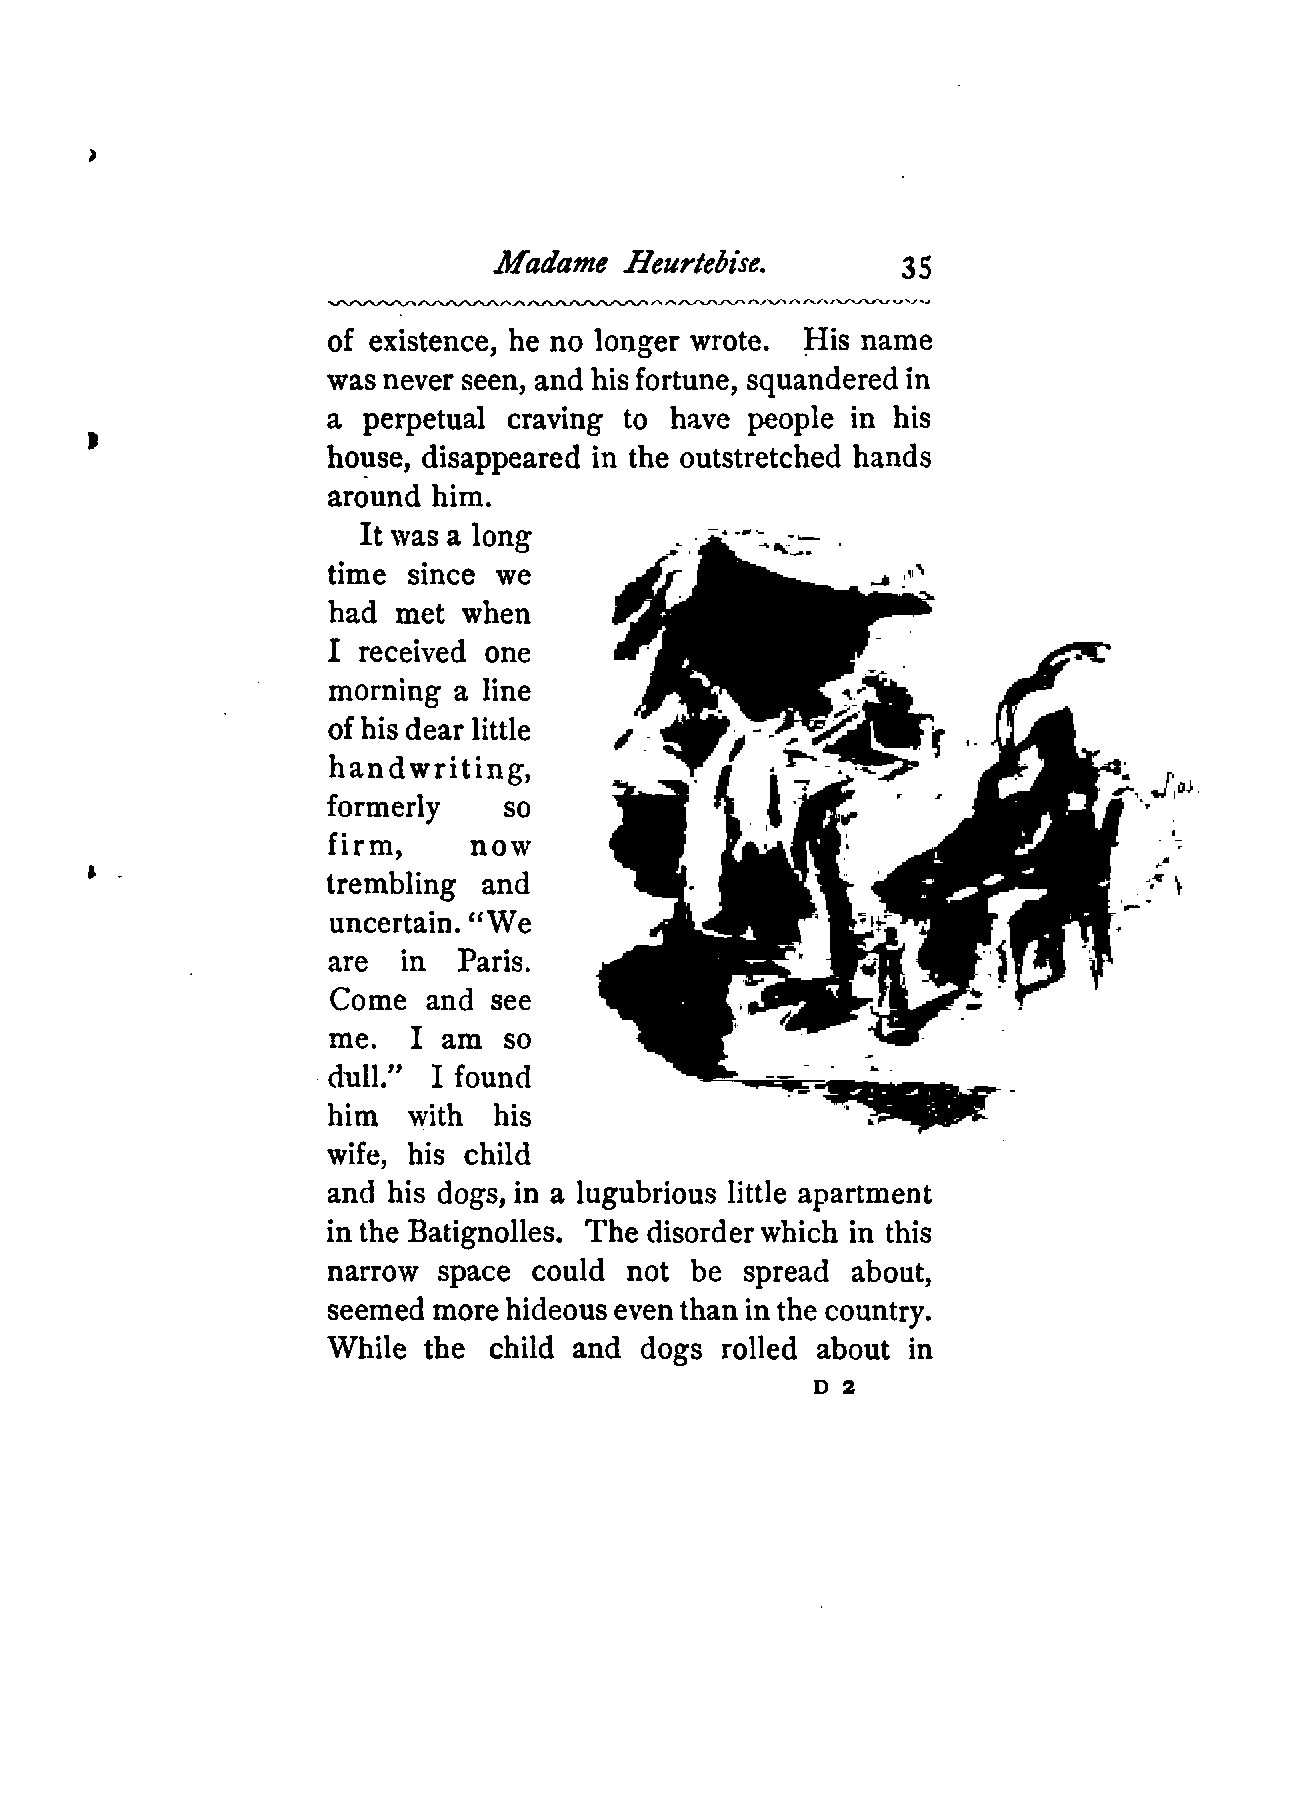 Madame Heurtebise. 35
of existence, he no longer wrote. His name
was never seen, and his fortune, squandered in
a perpetual craving to have people in his
house, disappeared in the outstretched hands
around him.
It was a long
time since we
had met when
I received one
morning a line
of his dear little
handwriting,
formerly so
firm, now
trembling and
uncertain. “We
are in Paris.
Come and see
me. I am so
dull.” I found
him with his
wife, his child
and his dogs, in a lugubrious little apartment
in the Batignolles. The disorder which in this
narrow space could not be spread about,
seemed more hideous even than in the country.
While the child and dogs rolled about in
D 2